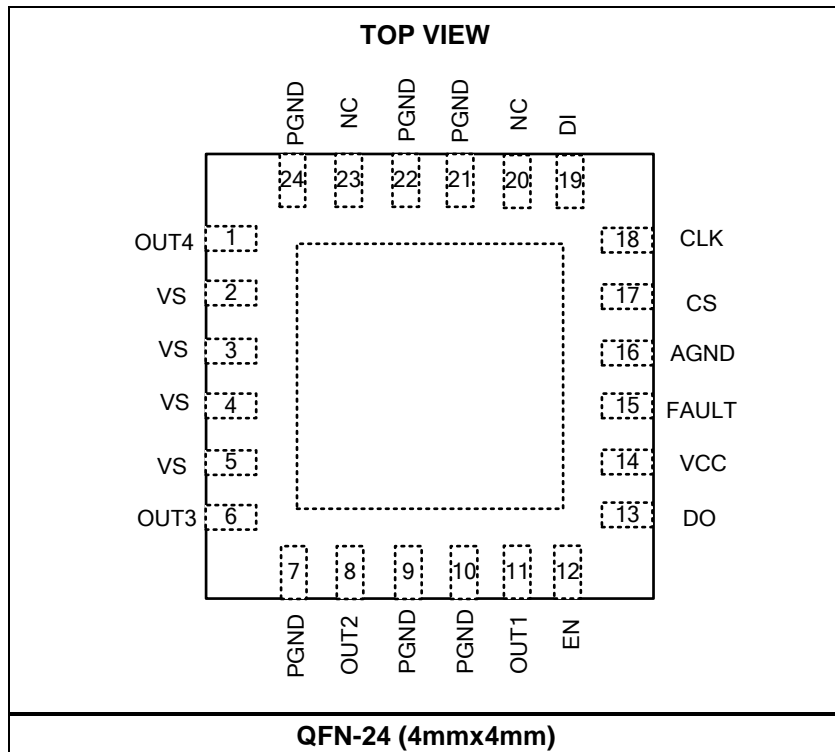 TOP VIEW
PGND NC PGND PGND NC DI
24 23 22 21 20 19
OUT4 1 18 CLK
VS 2 17 CS
VS 3 16 AGND
VS 4 15 FAULT
VS 5 14 VCC
OUT3 6 13 DO
7 8 9 10 11 12
PGND OUT2 PGND PGND OUT1 EN
QFN-24 (4mmx4mm)